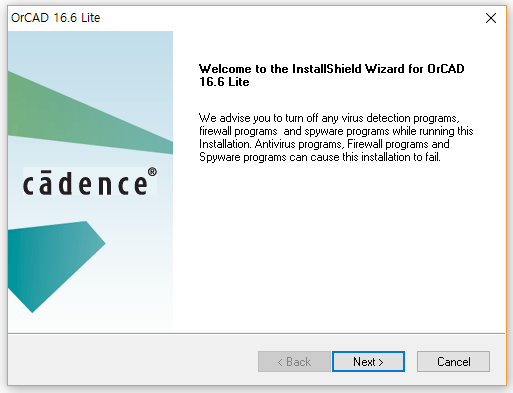 OrCAD 16.6 Lite
Welcome to the InstallShield Wizard for OrCAD
16.6 Lite
We advise you to turn off any virus detection programs,
firewall programs  and spyware programs while running this
Installation. Antivirus programs, Firewall programs and
Spyware programs can cause this installation to fail.
cādence®
< Back
Next >
Cancel